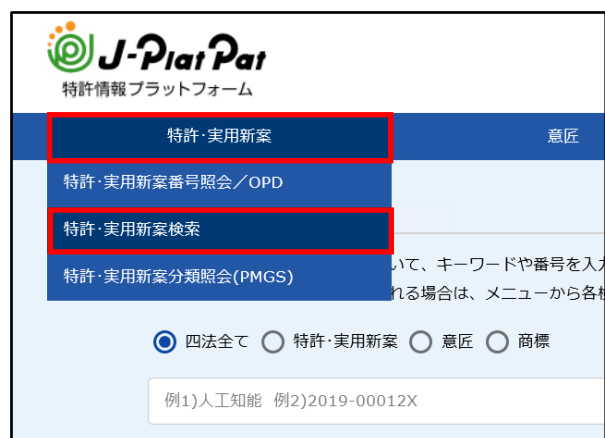 J-PlatPat
特許情報プラットフォーム
特許・実用新案
意匠
特許・実用新案番号照会／OPD
特許・実用新案検索
特許・実用新案分類照会(PMGS)
いて、キーワードや番号を入力
れる場合は、メニューから各検
四法全て 特許・実用新案 意匠 商標
例1)人工知能 例2)2019-00012X